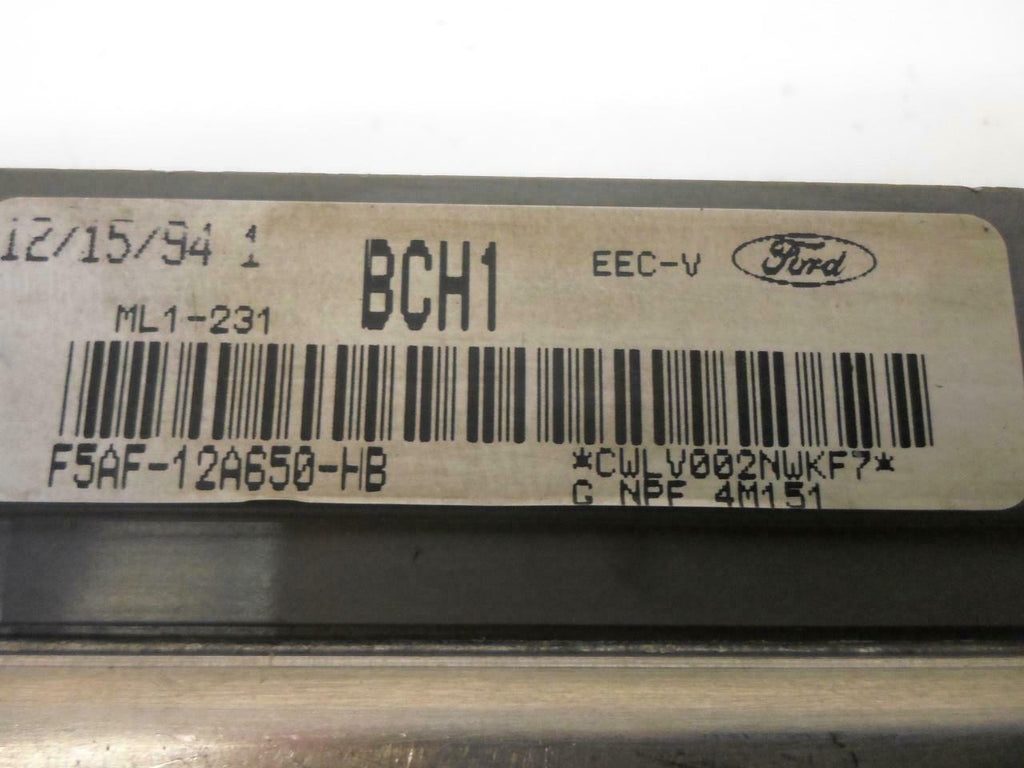 12/15/94 1
BCH1
EEC-V
Ford
ML1-231
F5AF-12A650-HB
*CWLV002NWKF7*
G NPF 4M151